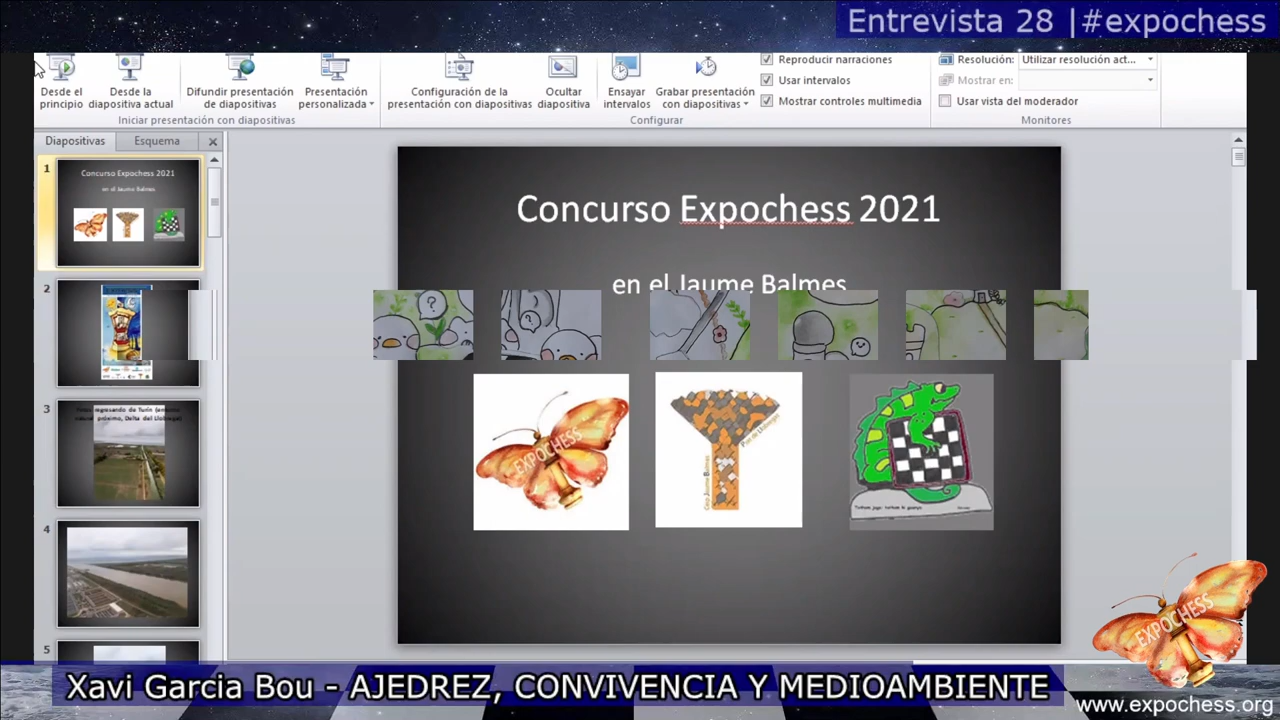 Entrevista 28 |#expochess
Desde el principio
Desde la diapositiva actual
Difundir presentación de diapositivas
Presentación personalizada
Configuración de la presentación con diapositivas
Ocultar diapositiva
Ensayar intervalos
Grabar presentación con diapositivas
Reproducir narraciones
Usar intervalos
Mostrar controles multimedia
Resolución:
Utilizar resolución act...
Mostrar en:
Usar vista del moderador
Iniciar presentación con diapositivas
Configurar
Monitores
Diapositivas
Esquema
1
Concurso Expochess 2021
en el Jaume Balmes
2
3
4
5
Concurso Expochess 2021
en el Jaume Balmes
EXPOCHESS
EXPOCHESS
Xavi Garcia Bou - AJEDREZ, CONVIVENCIA Y MEDIOAMBIENTE
www.expochess.org